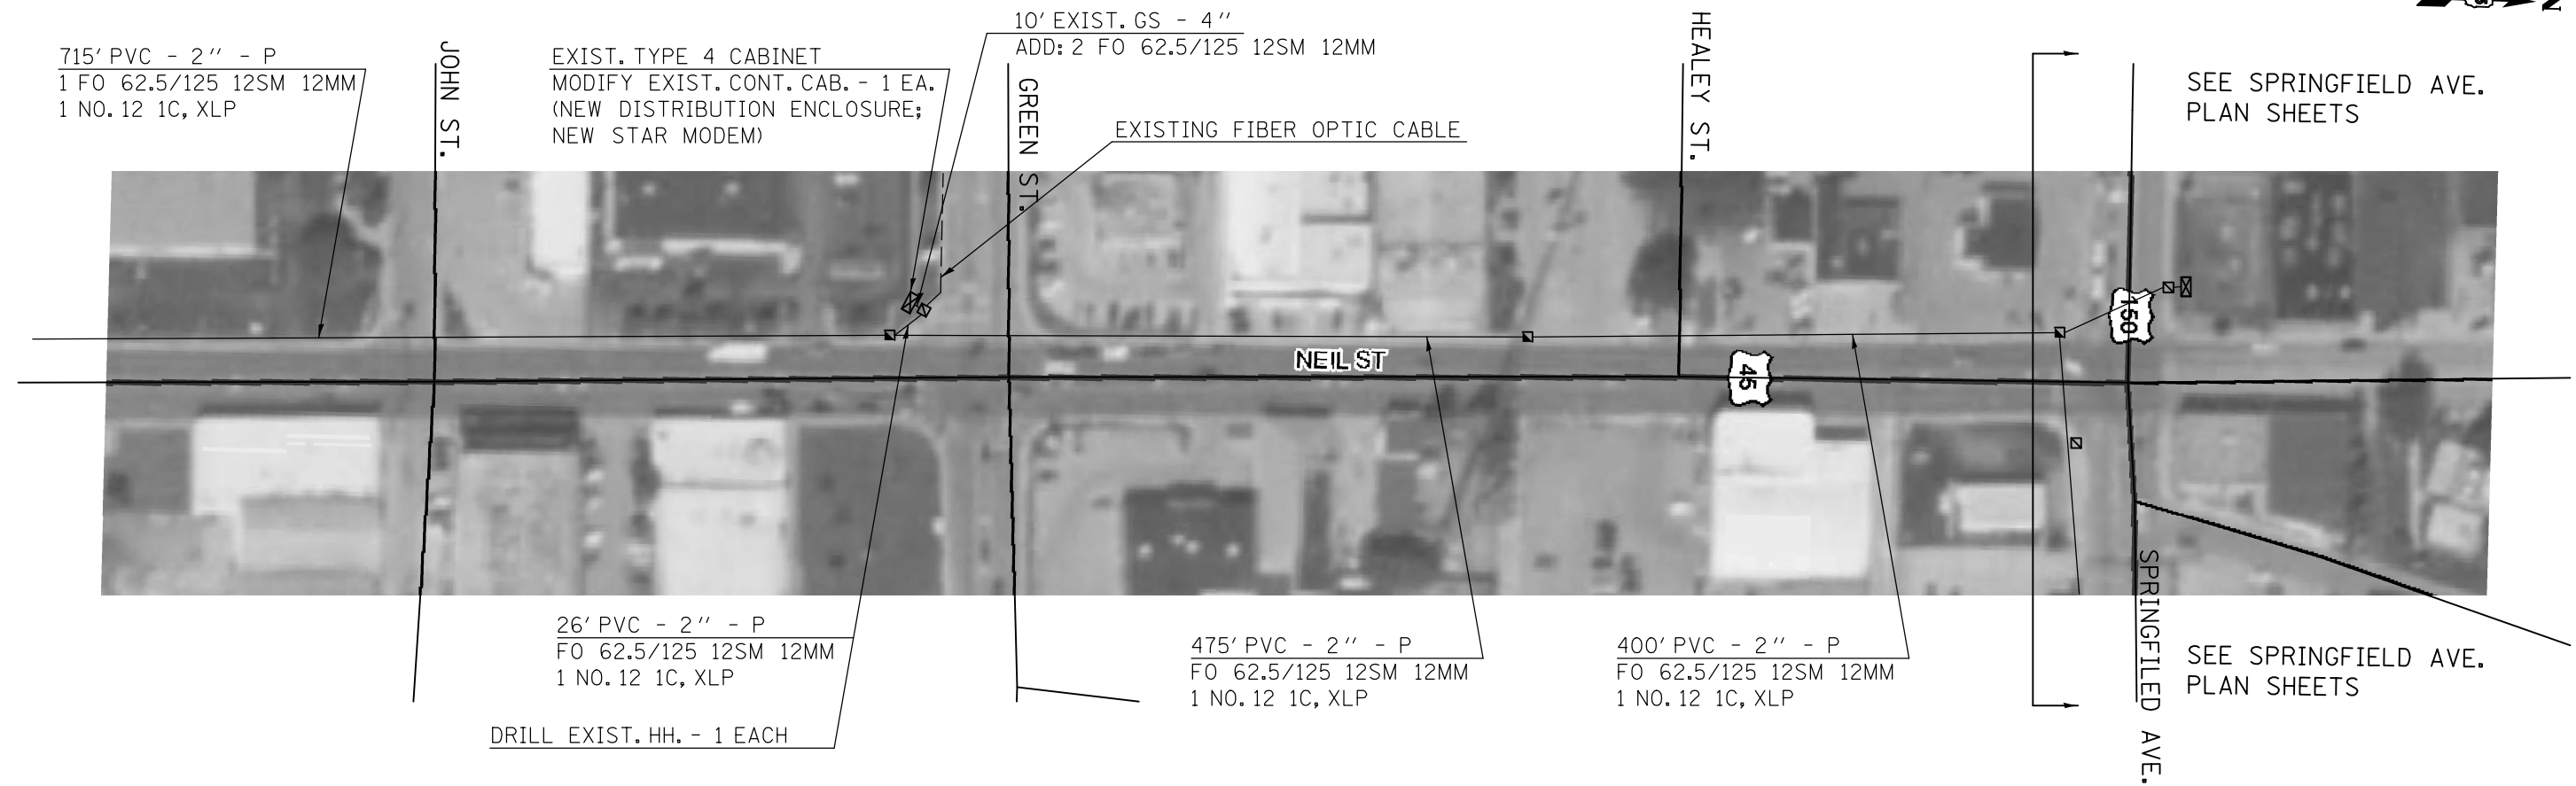 10' EXIST. GS - 4"
ADD: 2 FO 62.5/125 12SM 12MM
715' PVC - 2" - P
1 FO 62.5/125 12SM 12MM
1 NO. 12 1C, XLP
JOHN ST.
EXIST. TYPE 4 CABINET
MODIFY EXIST. CONT. CAB. - 1 EA.
(NEW DISTRIBUTION ENCLOSURE;
NEW STAR MODEM)
GREEN ST.
EXISTING FIBER OPTIC CABLE
HEALEY ST.
SEE SPRINGFIELD AVE.
PLAN SHEETS
N
150
NEIL ST
45
26' PVC - 2" - P
FO 62.5/125 12SM 12MM
1 NO. 12 1C, XLP
DRILL EXIST. HH. - 1 EACH
475' PVC - 2" - P
FO 62.5/125 12SM 12MM
1 NO. 12 1C, XLP
400' PVC - 2" - P
FO 62.5/125 12SM 12MM
1 NO. 12 1C, XLP
SPRINGFILED AVE.
SEE SPRINGFIELD AVE.
PLAN SHEETS